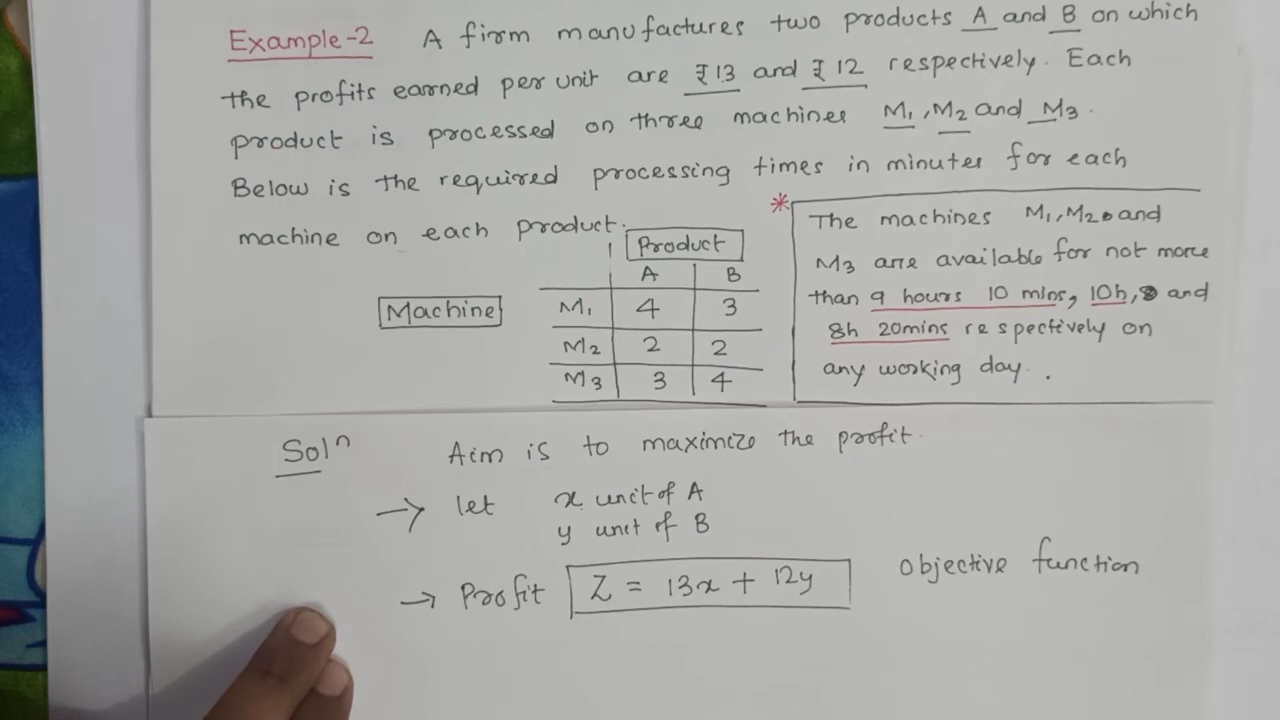 Example-2 A firm manufactures two products A and B on which
the profits earned per unit are ₹13 and ₹12 respectively. Each
product is processed on three machines M1, M2 and M3.
Below is the required processing times in minutes for each
machine on each product.
Product
A B
Machine
M1 4 3
M2 2 2
M3 3 4
* The machines M1, M2 and
M3 are available for not more
than 9 hours 10 mins, 10h, and
8h 20mins respectively on
any working day.
Soln Aim is to maximize the profit.
→ let x unit of A
y unit of B
→ Profit Z = 13x + 12y Objective function